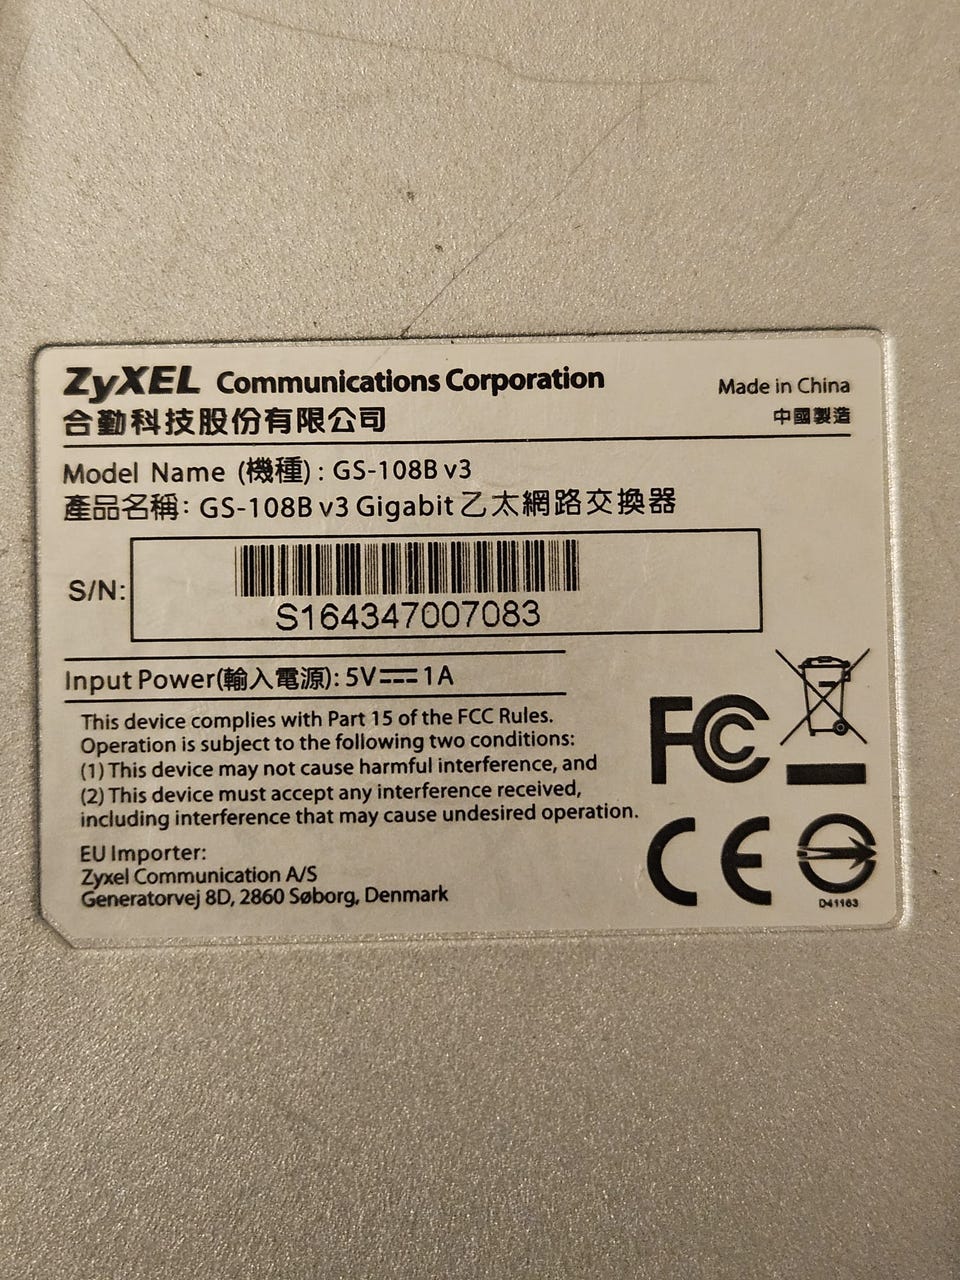 ZyXEL Communications Corporation
合勤科技股份有限公司
Made in China
中國製造
Model Name (機種) : GS-108B v3
產品名稱: GS-108B v3 Gigabit 乙太網路交換器
S/N:
S164347007083
Input Power(輸入電源): 5V⎓1A
This device complies with Part 15 of the FCC Rules.
Operation is subject to the following two conditions:
(1) This device may not cause harmful interference, and
(2) This device must accept any interference received,
including interference that may cause undesired operation.
EU Importer:
Zyxel Communication A/S
Generatorvej 8D, 2860 Søborg, Denmark
FC
CE
D41163